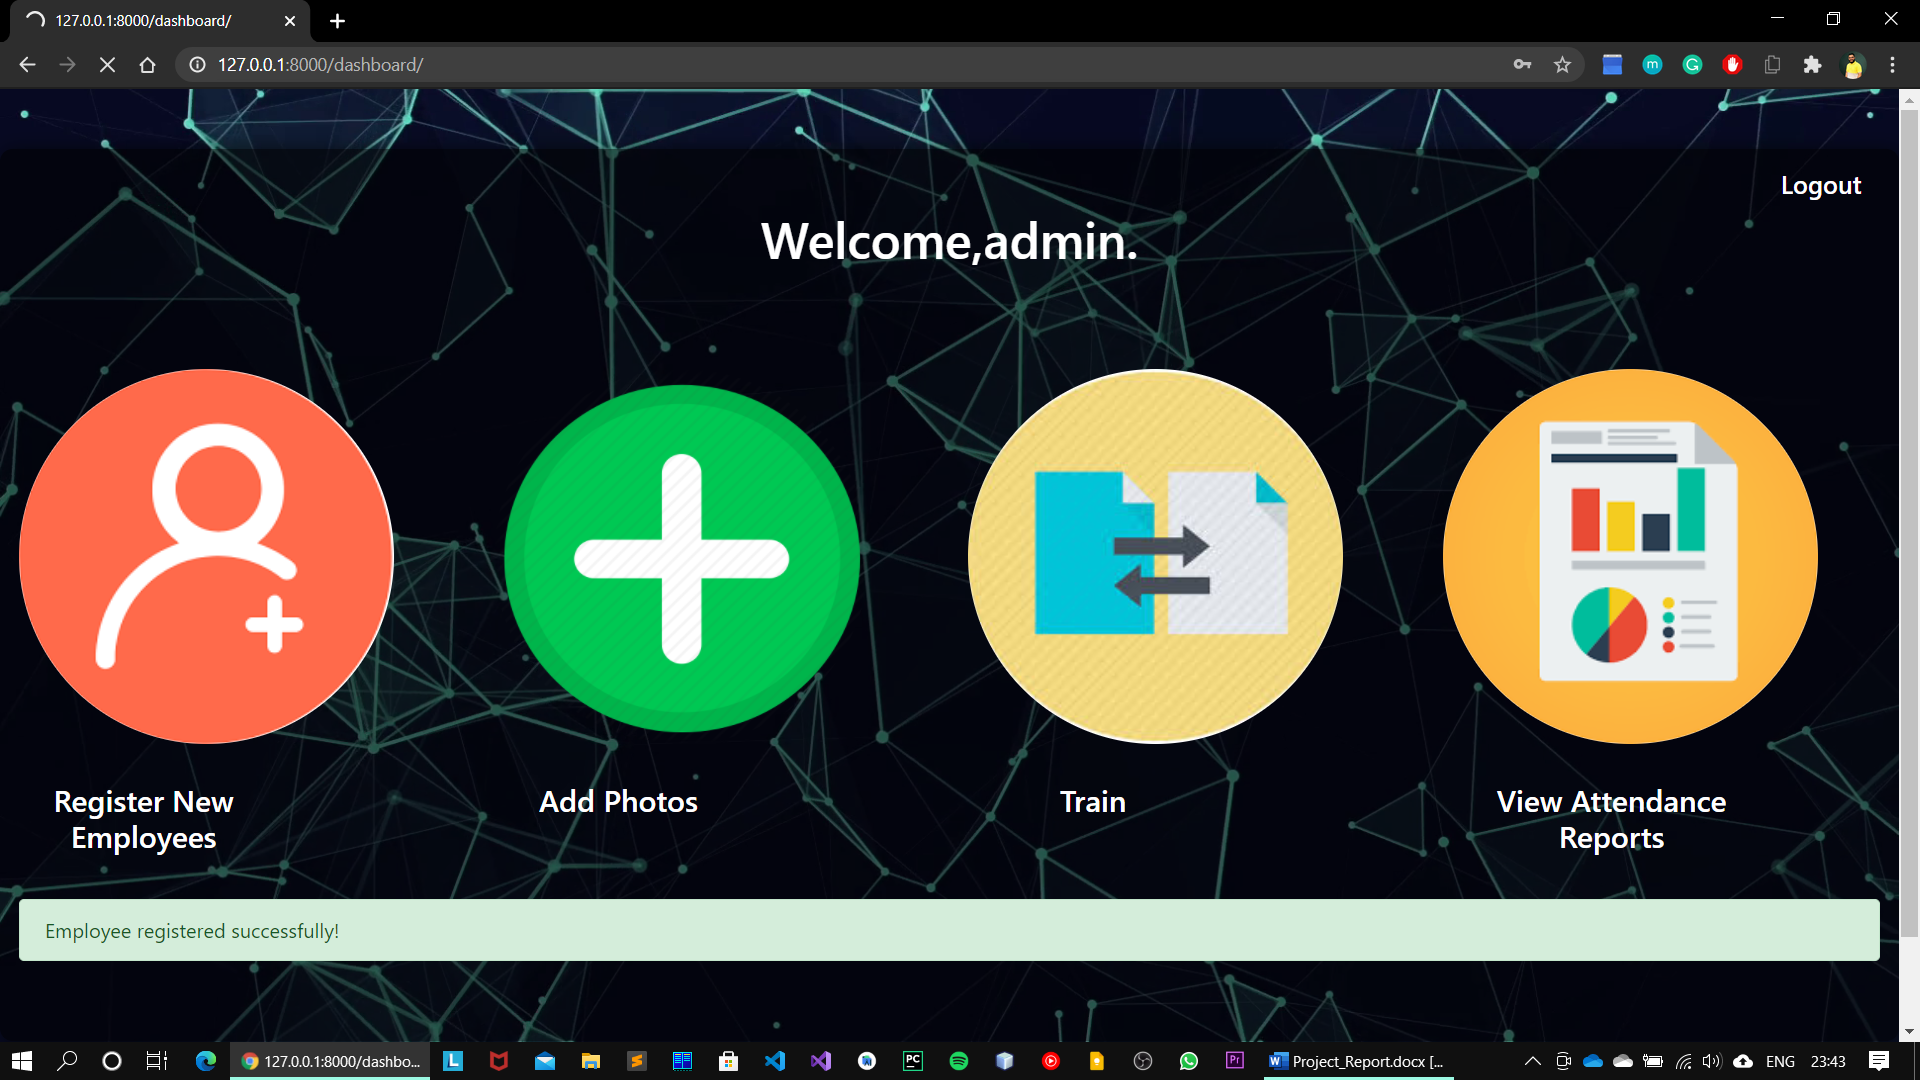 127.0.0.1:8000/dashboard/
127.0.0.1:8000/dashboard/
m
Logout
Welcome,admin.
Register New
Employees
Add Photos
Train
View Attendance
Reports
Employee registered successfully!
127.0.0.1:8000/dashbo...
L
PC
Pr
W
Project_Report.docx [...
ENG
23:43